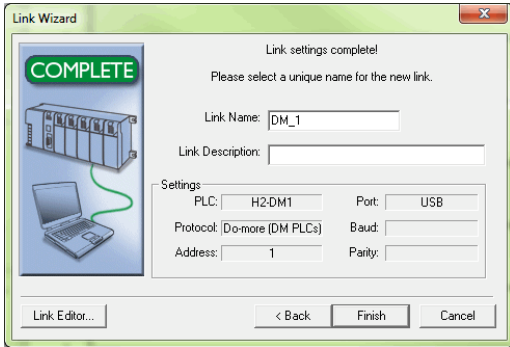 Link Wizard
COMPLETE
Link settings complete!
Please select a unique name for the new link.
Link Name: DM_1
Link Description:
Settings
PLC: H2-DM1 Port: USB
Protocol: Do-more (DM PLCs) Baud:
Address: 1 Parity:
Link Editor... < Back Finish Cancel